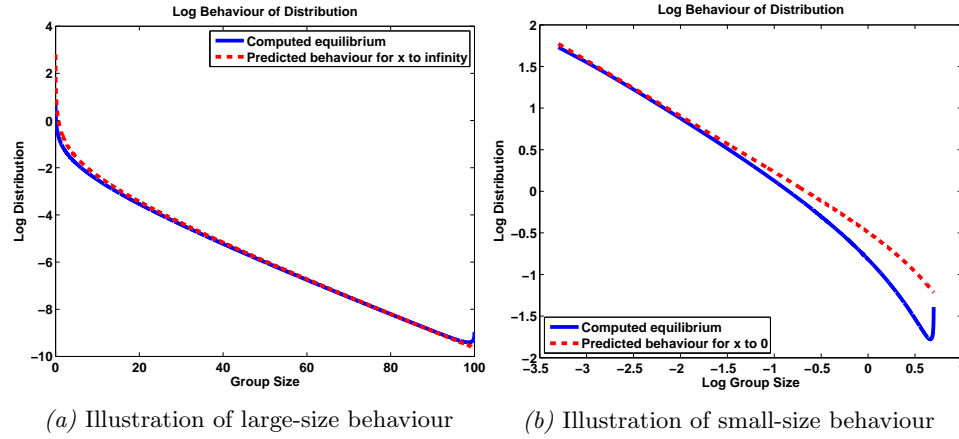 Log Behaviour of Distribution
4
2
0
−2
−4
−6
−8
−10
Log Distribution
Computed equilibrium
Predicted behaviour for x to infinity
0 20 40 60 80 100
Group Size
(a) Illustration of large-size behaviour
Log Behaviour of Distribution
2
1.5
1
0.5
0
−0.5
−1
−1.5
−2
Log Distribution
Computed equilibrium
Predicted behaviour for x to 0
−3.5 −3 −2.5 −2 −1.5 −1 −0.5 0 0.5
Log Group Size
(b) Illustration of small-size behaviour